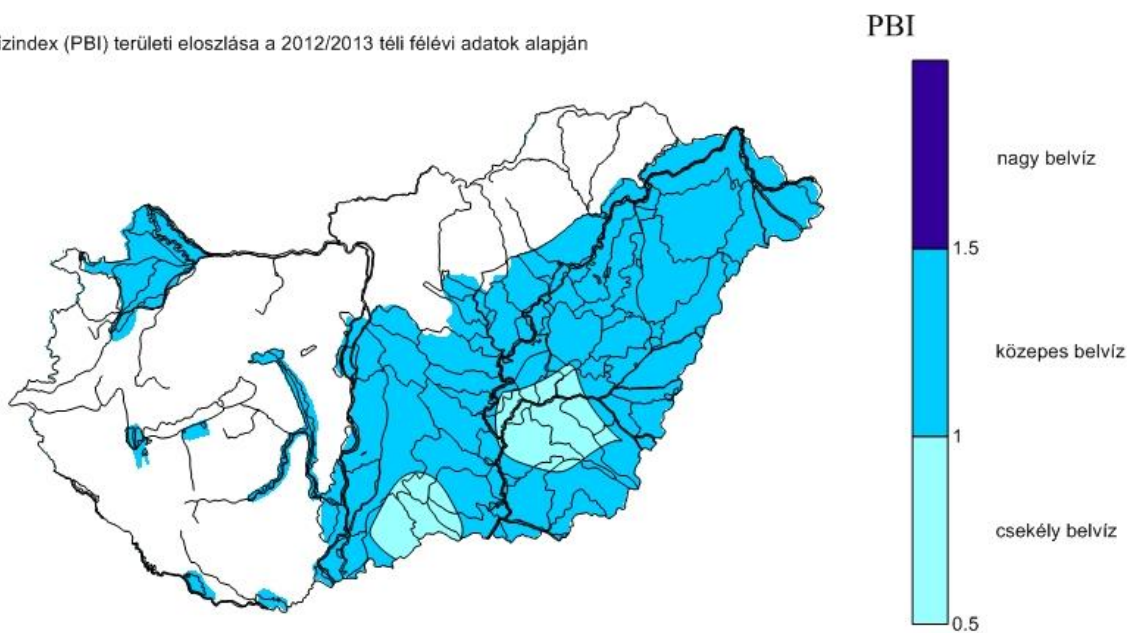 PBI
ízindex (PBI) területi eloszlása a 2012/2013 téli félévi adatok alapján
nagy belvíz
1.5
közepes belvíz
1
csekély belvíz
0.5